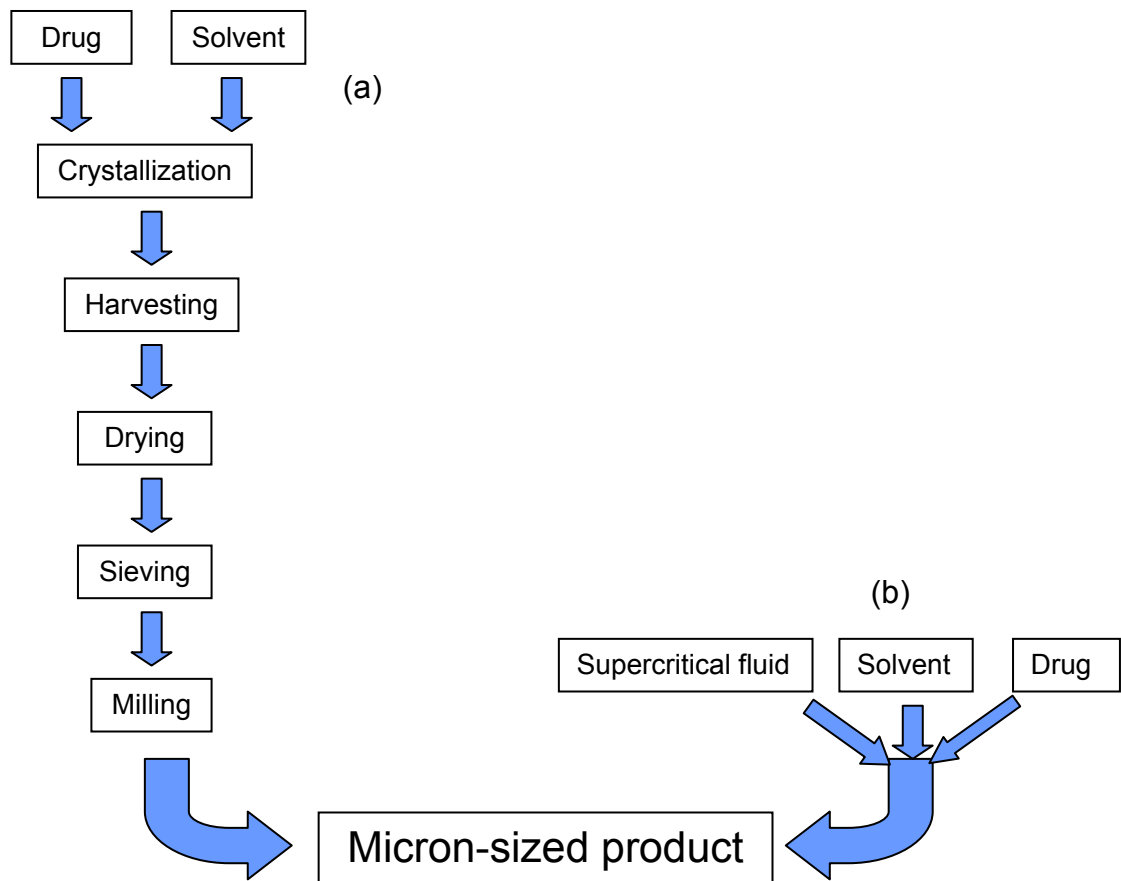 Drug
Solvent
(a)
Crystallization
Harvesting
Drying
Sieving
Milling
(b)
Supercritical fluid
Solvent
Drug
Micron-sized product